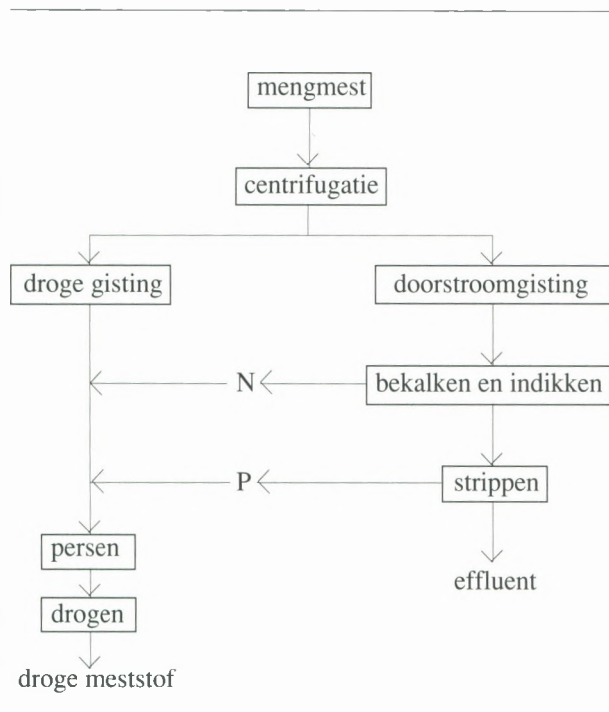 mengmest
centrifugatie
droge gisting
doorstroomgisting
N
bekalken en indikken
P
strippen
persen
effluent
drogen
droge meststof